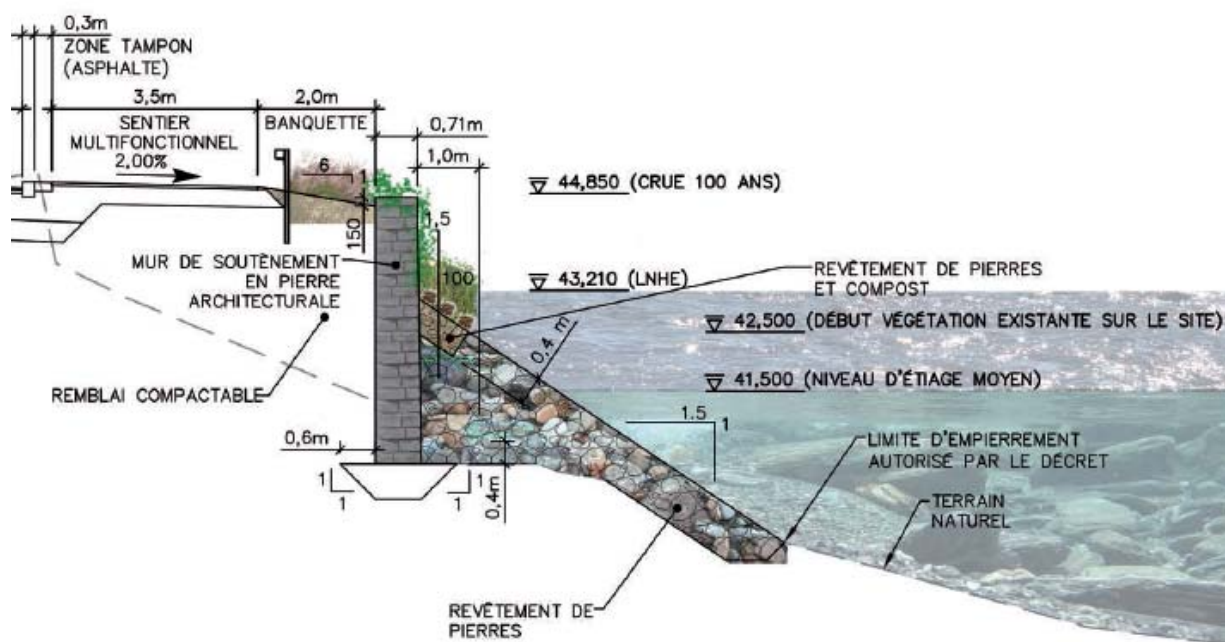 0,3m
ZONE TAMPON
(ASPHALTE)
3,5m
2,0m
SENTIER
MULTIFONCTIONNEL
2,00%
BANQUETTE
0,71m
1,0m
6
1
44,850 (CRUE 100 ANS)
150
1,5
100
MUR DE SOUTÈNEMENT
EN PIERRE
ARCHITECTURALE
43,210 (LNHE)
REVÊTEMENT DE PIERRES
ET COMPOST
42,500 (DÉBUT VÉGÉTATION EXISTANTE SUR LE SITE)
0,4 m
41,500 (NIVEAU D'ÉTIAGE MOYEN)
REMBLAI COMPACTABLE
1.5
1
0,6m
LIMITE D'EMPIERREMENT
AUTORISÉ PAR LE DÉCRET
1
1
1
1
0,4m
TERRAIN
NATUREL
REVÊTEMENT DE
PIERRES